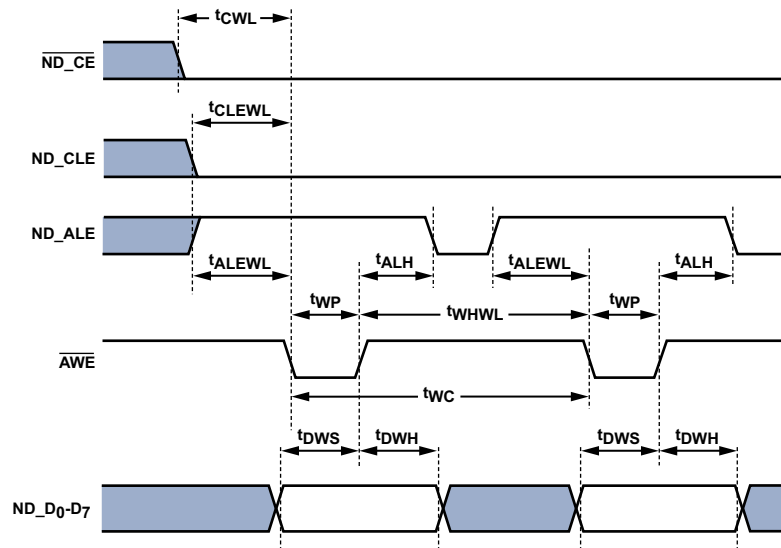 tCWL
ND_CE
tCLEWL
ND_CLE
ND_ALE
tALEWL tALH tALEWL tALH
tWP tWHWL tWP
AWE
tWC
tDWS tDWH tDWS tDWH
ND_D0-D7